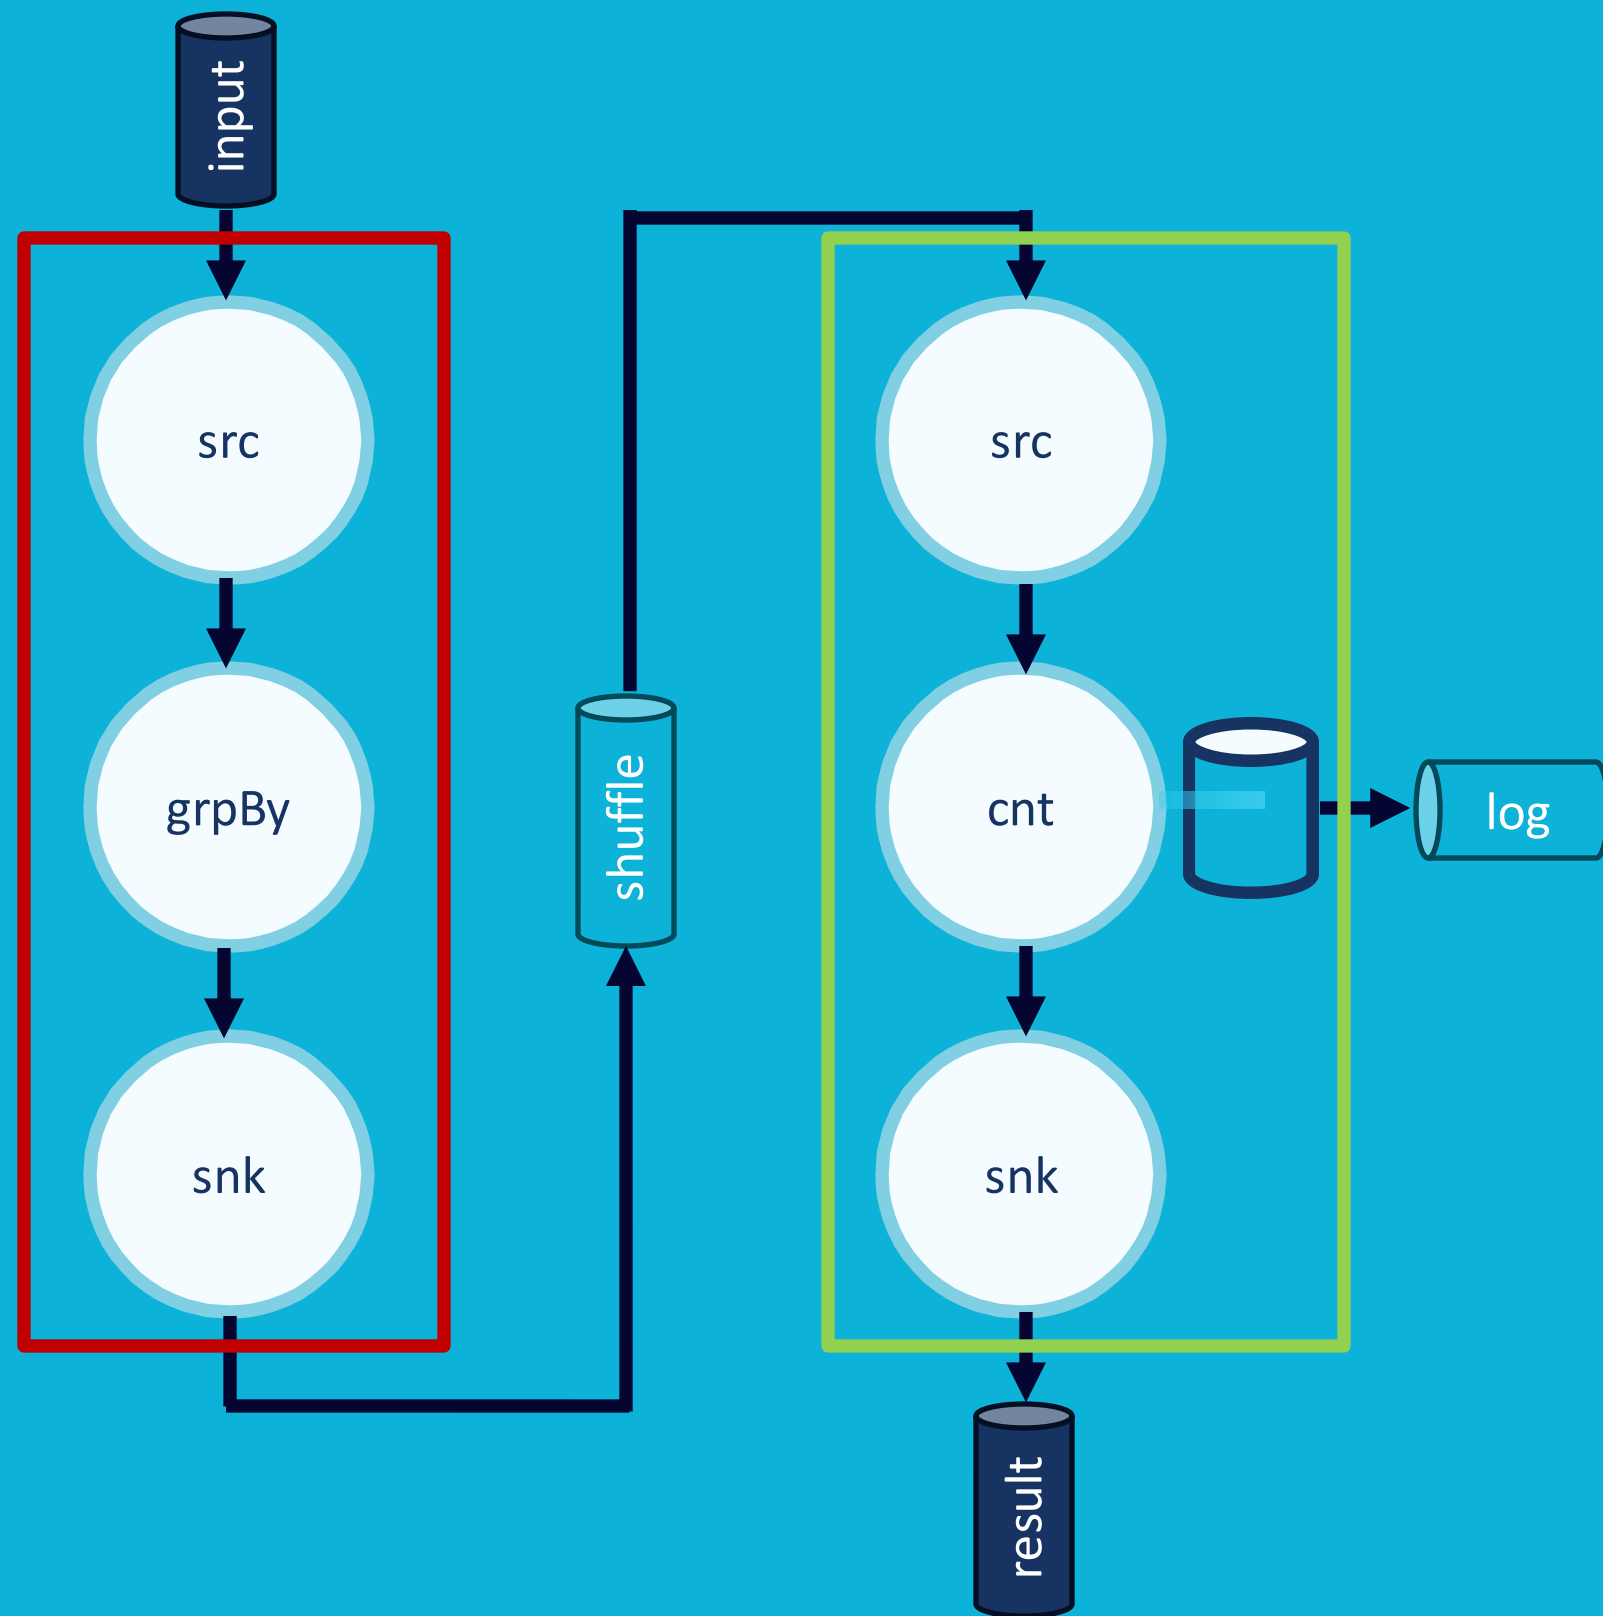 input
src
grpBy
snk
shuffle
src
cnt
log
snk
result